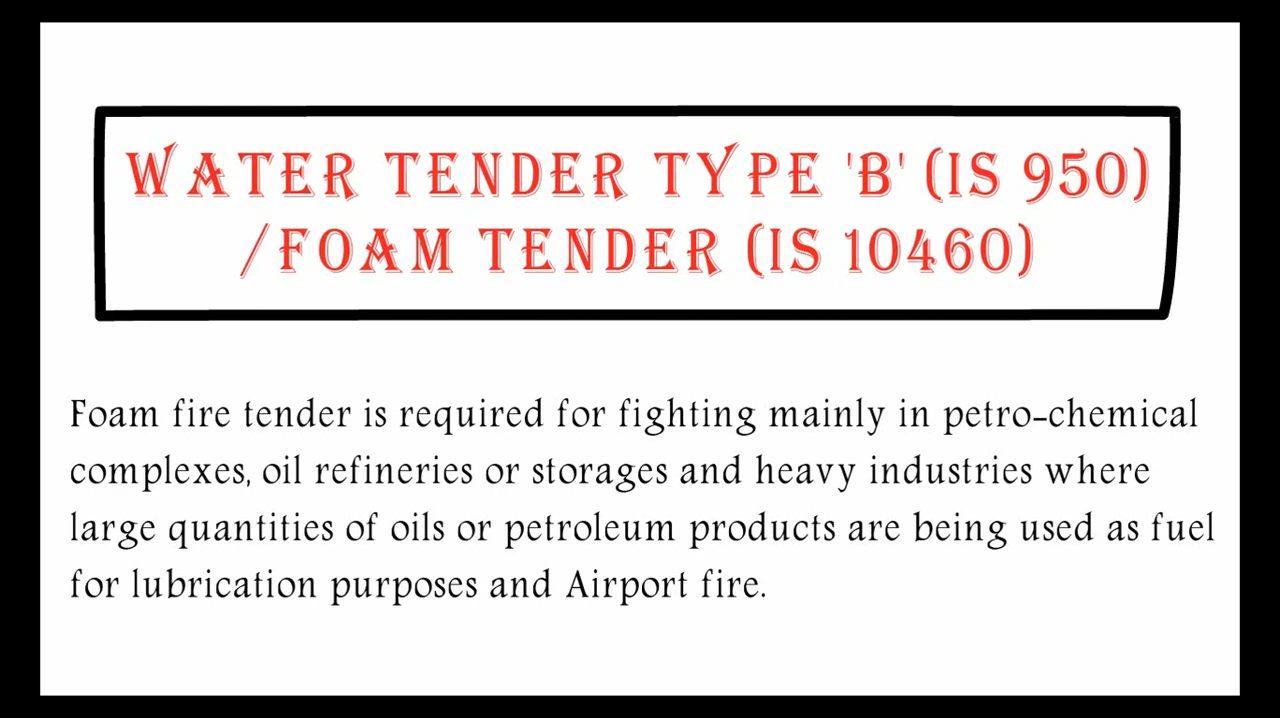 WATER TENDER TYPE 'B' (IS 950)
/FOAM TENDER (IS 10460)
Foam fire tender is required for fighting mainly in petro-chemical
complexes, oil refineries or storages and heavy industries where
large quantities of oils or petroleum products are being used as fuel
for lubrication purposes and Airport fire.